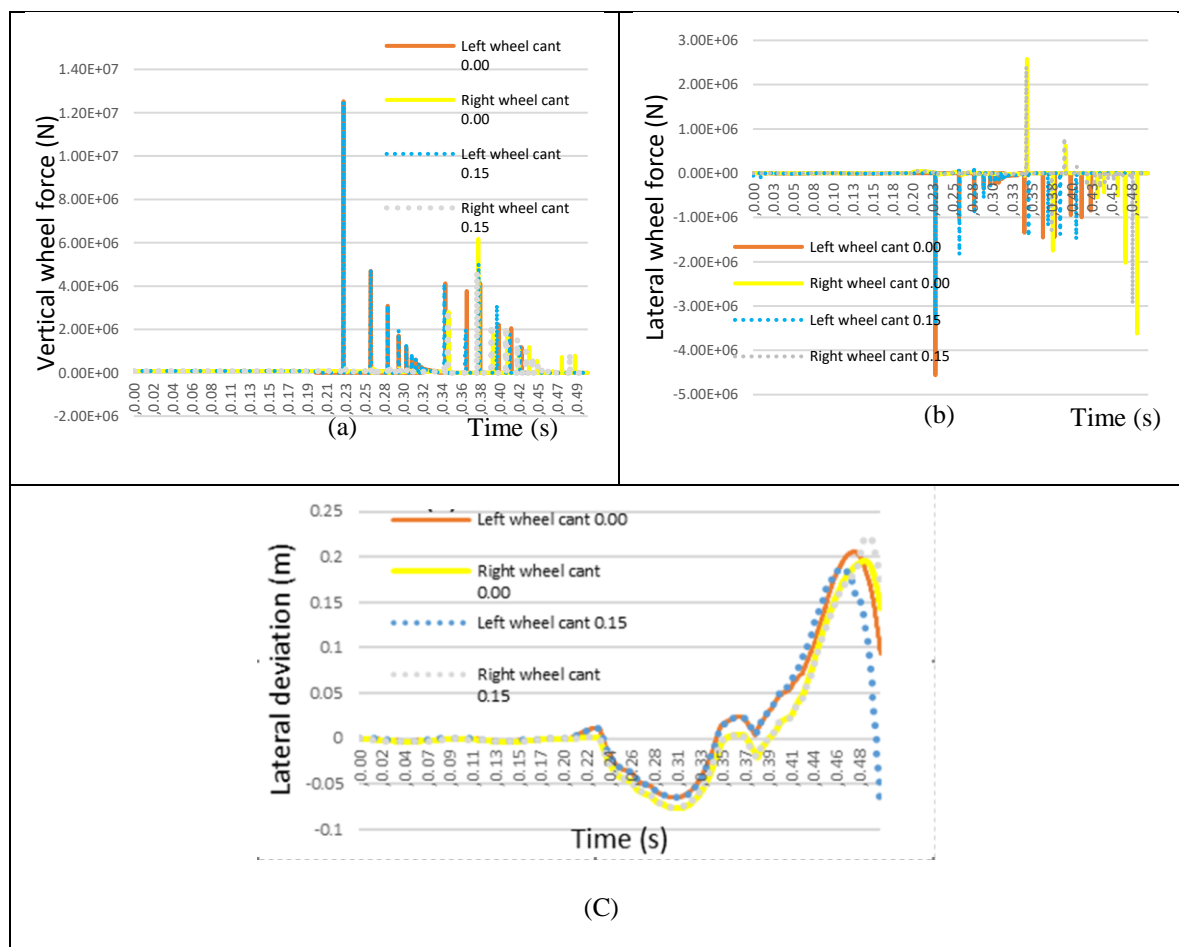 Vertical wheel force (N)
1.40E+07
1.20E+07
1.00E+07
8.00E+06
6.00E+06
4.00E+06
2.00E+06
0.00E+00
-2.00E+06
Left wheel cant
0.00
Right wheel cant
0.00
Left wheel cant
0.15
Right wheel cant
0.15
,0.00
,0.02
,0.04
,0.06
,0.08
,0.11
,0.13
,0.15
,0.17
,0.19
,0.21
,0.23
,0.25
,0.28
,0.30
,0.32
,0.34
,0.36
,0.38
,0.40
,0.42
,0.45
,0.47
,0.49
(a)
Time (s)
Lateral wheel force (N)
3.00E+06
2.00E+06
1.00E+06
0.00E+00
-1.00E+06
-2.00E+06
-3.00E+06
-4.00E+06
-5.00E+06
,0.00
,0.03
,0.05
,0.08
,0.10
,0.13
,0.15
,0.18
,0.20
,0.23
,0.28
,0.30
,0.33
,0.35
,0.38
,0.40
,0.43
,0.45
,0.48
Left wheel cant 0.00
Right wheel cant 0.00
Left wheel cant 0.15
Right wheel cant 0.15
(b)
Time (s)
Lateral deviation (m)
0.25
0.2
0.15
0.1
0.05
0
-0.05
-0.1
Left wheel cant 0.00
Right wheel cant
0.00
Left wheel cant 0.15
Right wheel cant
0.15
,0.00
,0.02
,0.04
,0.07
,0.09
,0.11
,0.13
,0.15
,0.17
,0.20
,0.22
,0.24
,0.26
,0.28
,0.31
,0.33
,0.35
,0.37
,0.39
,0.41
,0.44
,0.46
,0.48
Time (s)
(C)